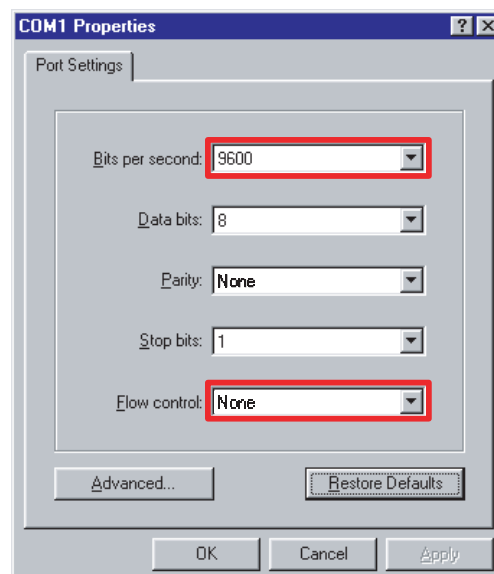 COM1 Properties
Port Settings
Bits per second: 9600
Data bits: 8
Parity: None
Stop bits: 1
Flow control: None
Advanced...
Restore Defaults
OK
Cancel
Apply